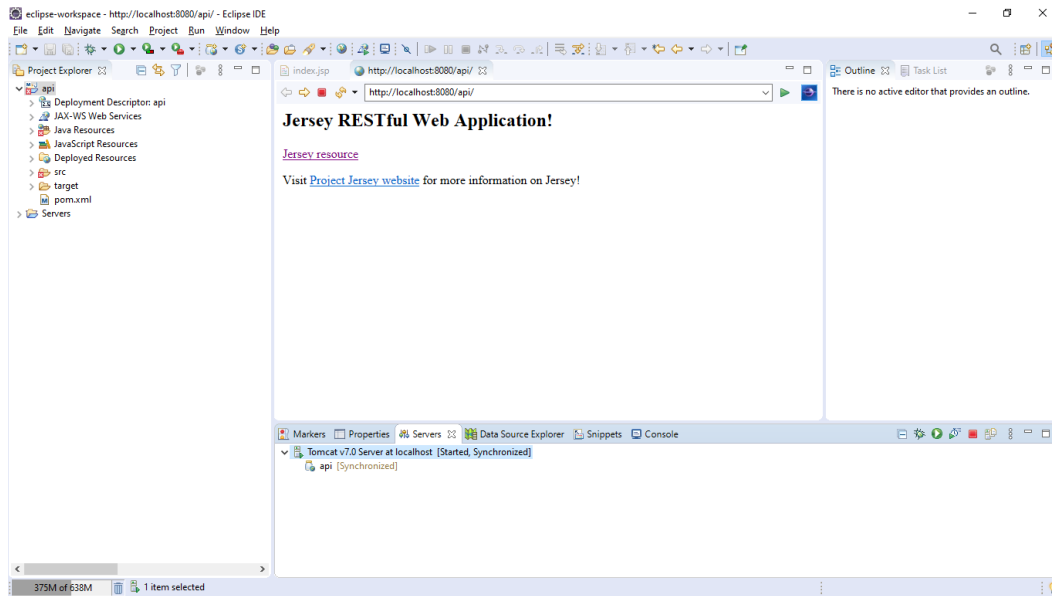 eclipse-workspace - http://localhost:8080/api/ - Eclipse IDE
File Edit Navigate Search Project Run Window Help
Project Explorer
api
Deployment Descriptor: api
JAX-WS Web Services
Java Resources
JavaScript Resources
Deployed Resources
src
target
pom.xml
Servers
index.jsp http://localhost:8080/api/
http://localhost:8080/api/
Jersey RESTful Web Application!
Jersey resource
Visit Project Jersey website for more information on Jersey!
Outline Task List
There is no active editor that provides an outline.
Markers Properties Servers Data Source Explorer Snippets Console
Tomcat v7.0 Server at localhost [Started, Synchronized]
api [Synchronized]
375M of 638M 1 item selected